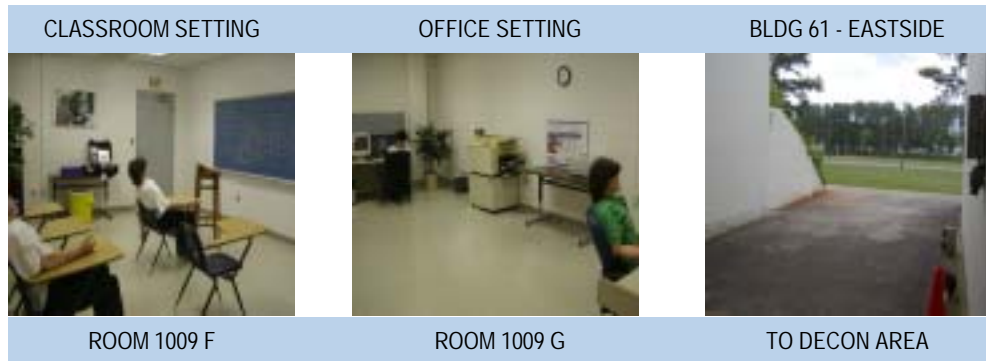 CLASSROOM SETTING
OFFICE SETTING
BLDG 61 - EASTSIDE
ROOM 1009 F
ROOM 1009 G
TO DECON AREA